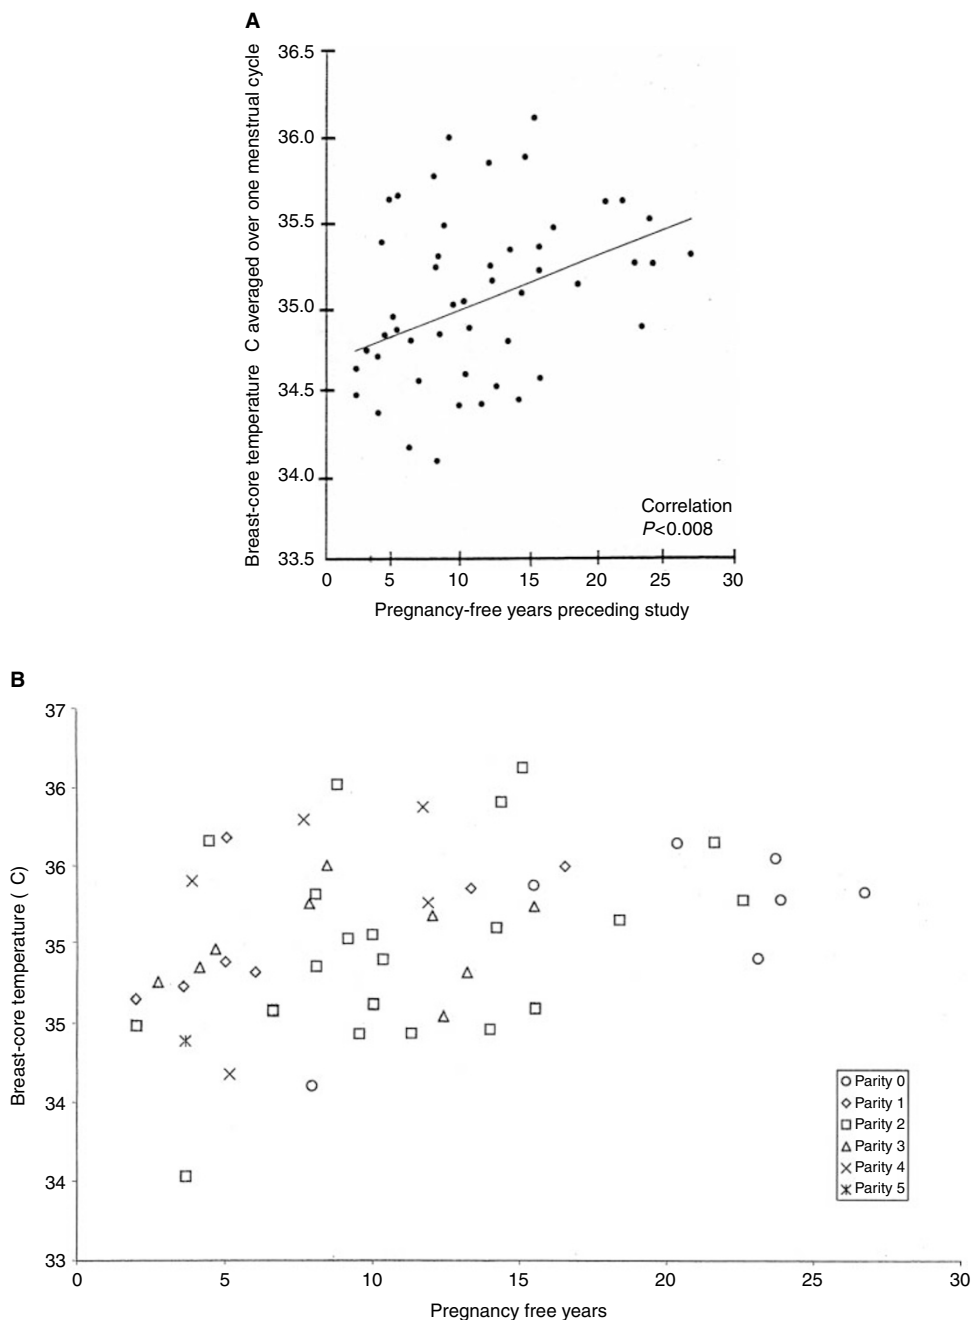 A
Breast-core temperature C averaged over one menstrual cycle
36.5
36.0
35.5
35.0
34.5
34.0
33.5
0 5 10 15 20 25 30
Correlation
P<0.008
Pregnancy-free years preceding study
B
Breast-core temperature ( C)
37
36
36
35
35
34
34
33
0 5 10 15 20 25 30
Parity 0
Parity 1
Parity 2
Parity 3
Parity 4
Parity 5
Pregnancy free years